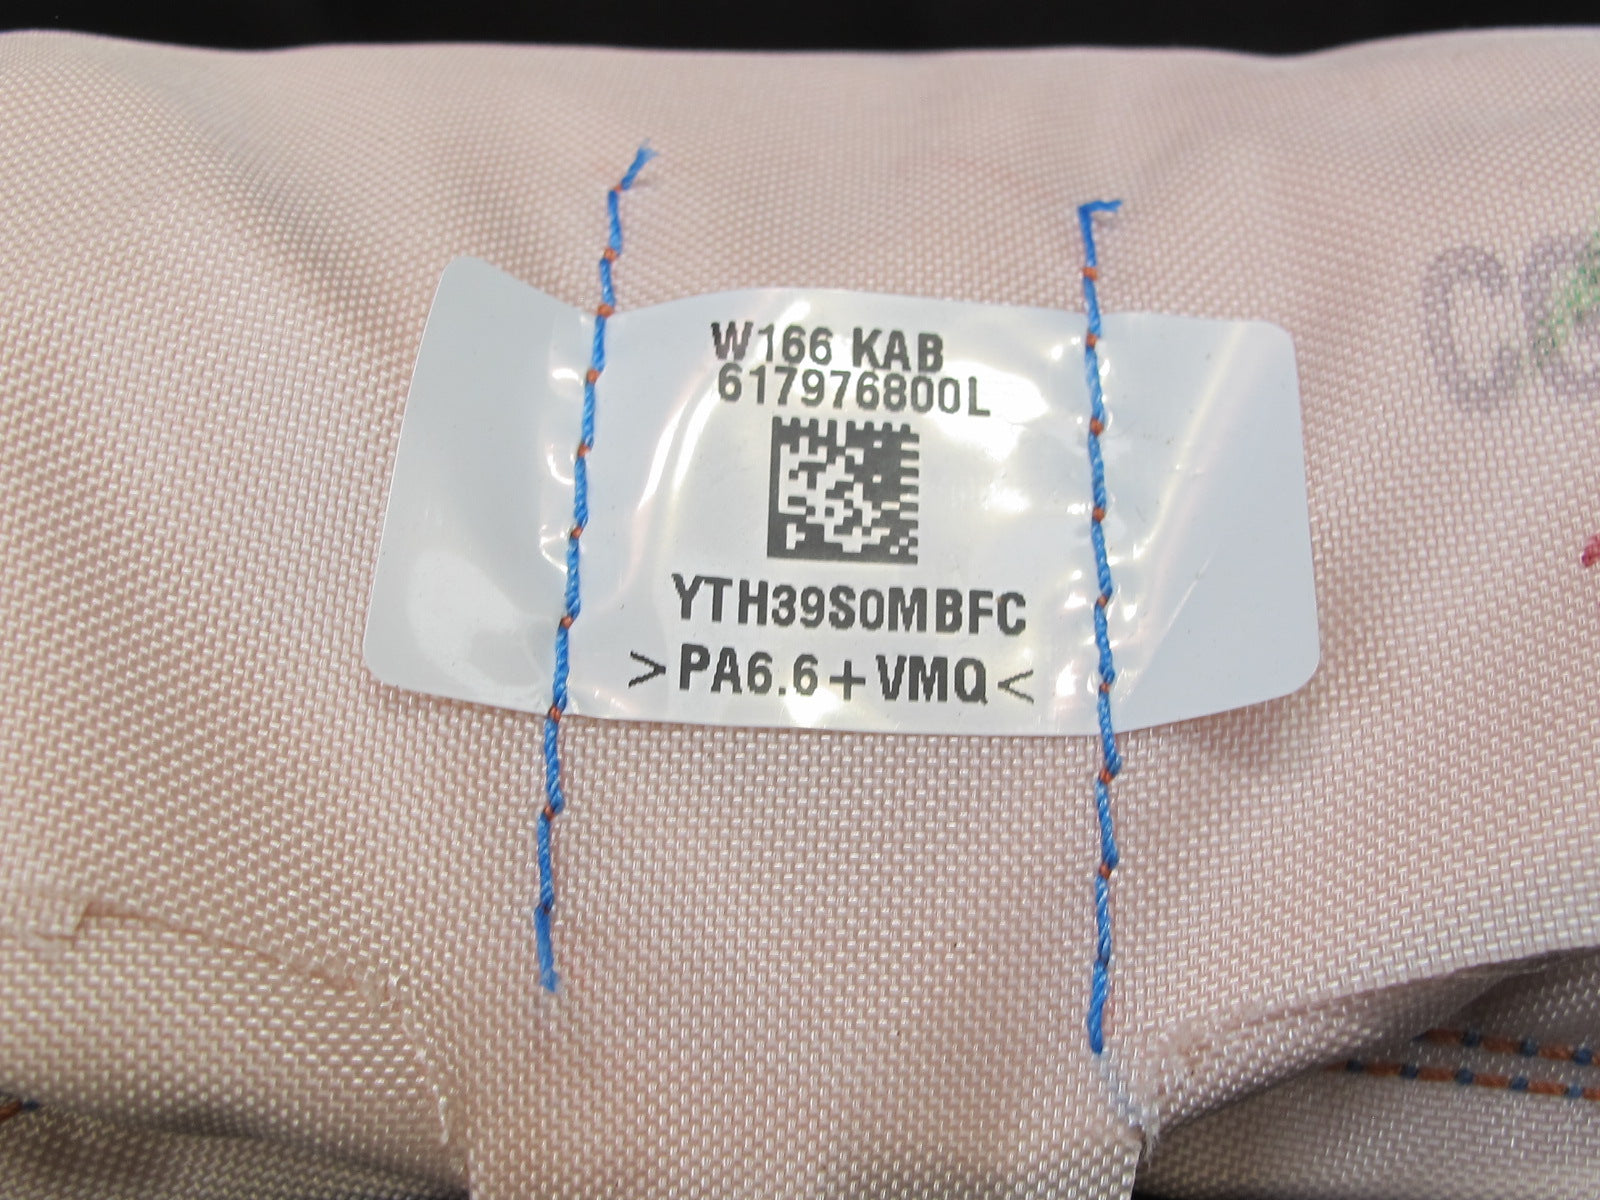 W166 KAB
617976800L
YTH39S0MBFC
>PA6.6+VMQ<